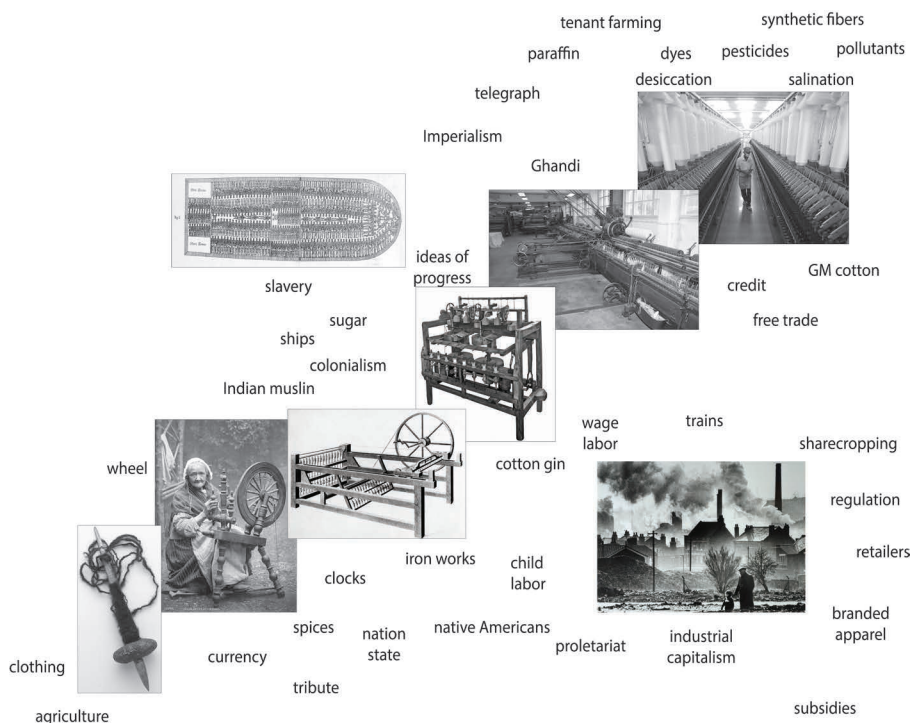 tenant farming
synthetic fibers
paraffin
dyes
pesticides
pollutants
desiccation
salination
telegraph
Imperialism
Ghandi
ideas of
progress
slavery
GM cotton
credit
sugar
free trade
ships
colonialism
Indian muslin
wage
labor
trains
sharecropping
wheel
cotton gin
regulation
iron works
child
labor
retailers
clocks
branded
apparel
spices
nation
state
native Americans
proletariat
industrial
capitalism
clothing
currency
tribute
subsidies
agriculture